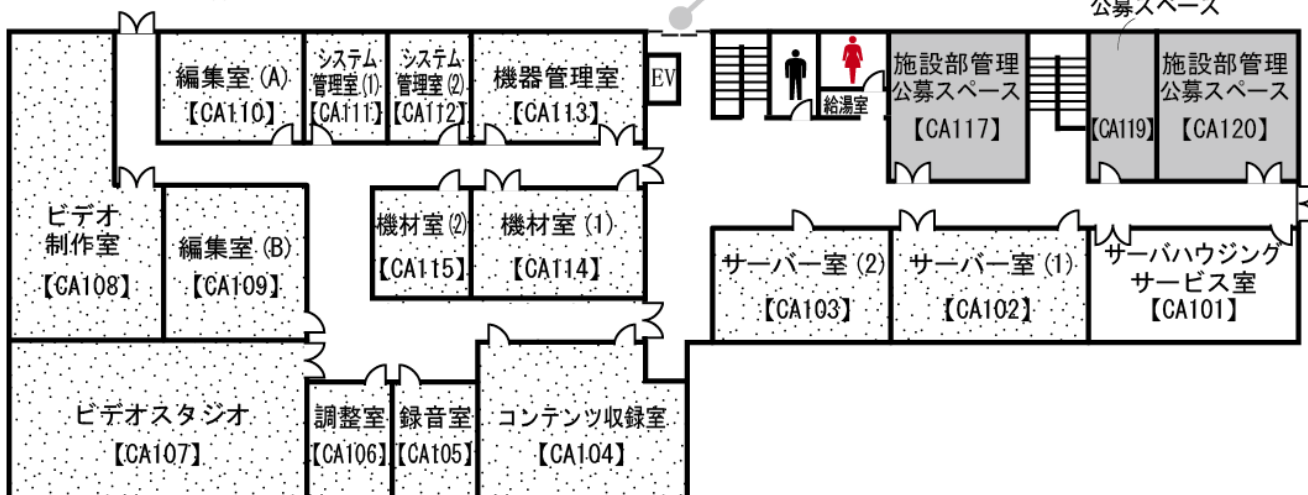 公募スペース
編集室(A)
【CA110】
システム
管理室(1)
【CA111】
システム
管理室(2)
【CA112】
機器管理室
【CA113】
EV
給湯室
施設部管理
公募スペース
【CA117】
【CA119】
施設部管理
公募スペース
【CA120】
ビデオ
制作室
【CA108】
編集室(B)
【CA109】
機材室(2)
【CA115】
機材室(1)
【CA114】
サーバー室(2)
【CA103】
サーバー室(1)
【CA102】
サーバハウジング
サービス室
【CA101】
ビデオスタジオ
【CA107】
調整室
【CA106】
録音室
【CA105】
コンテンツ収録室
【CA104】